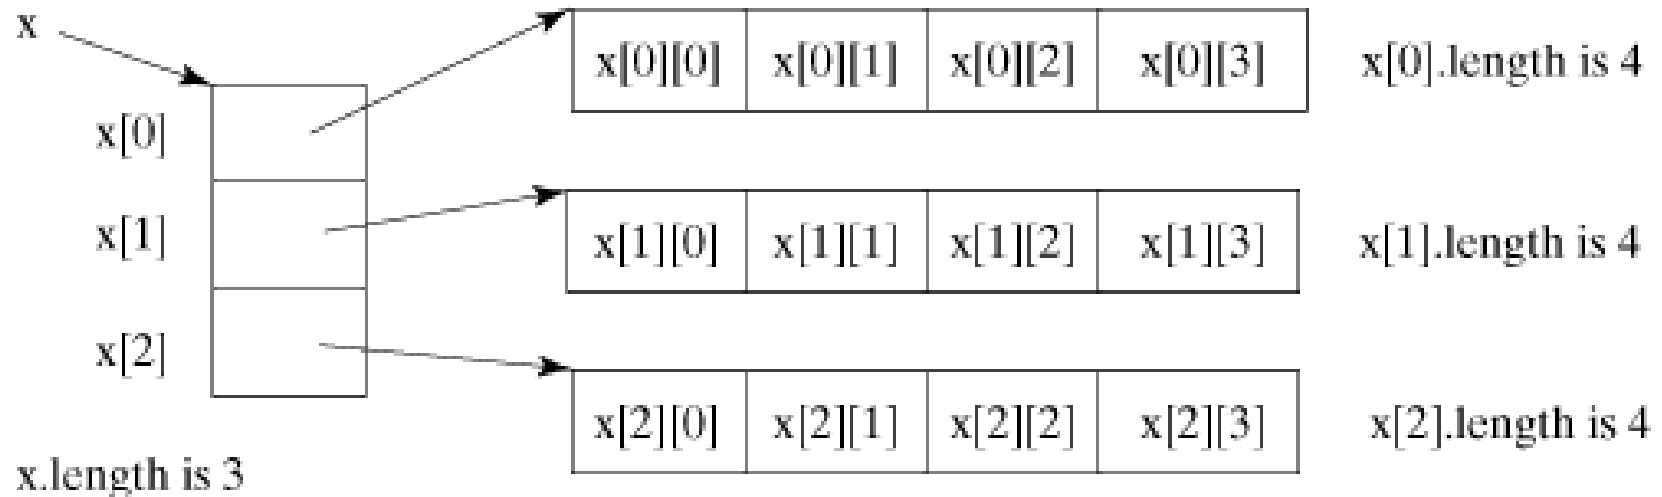 x
x[0][0] x[0][1] x[0][2] x[0][3] x[0].length is 4
x[0]
x[1] x[1][0] x[1][1] x[1][2] x[1][3] x[1].length is 4
x[2]
x[2][0] x[2][1] x[2][2] x[2][3] x[2].length is 4
x.length is 3